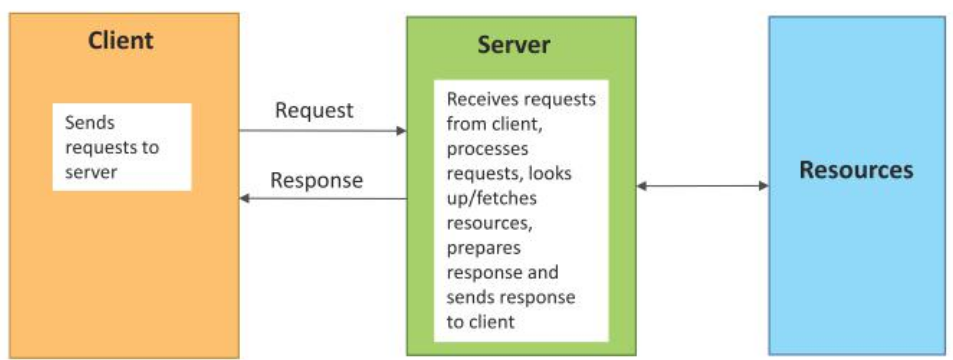 Client
Sends
requests to
server
Request
Response
Server
Receives requests
from client,
processes
requests, looks
up/fetches
resources,
prepares
response and
sends response
to client
Resources